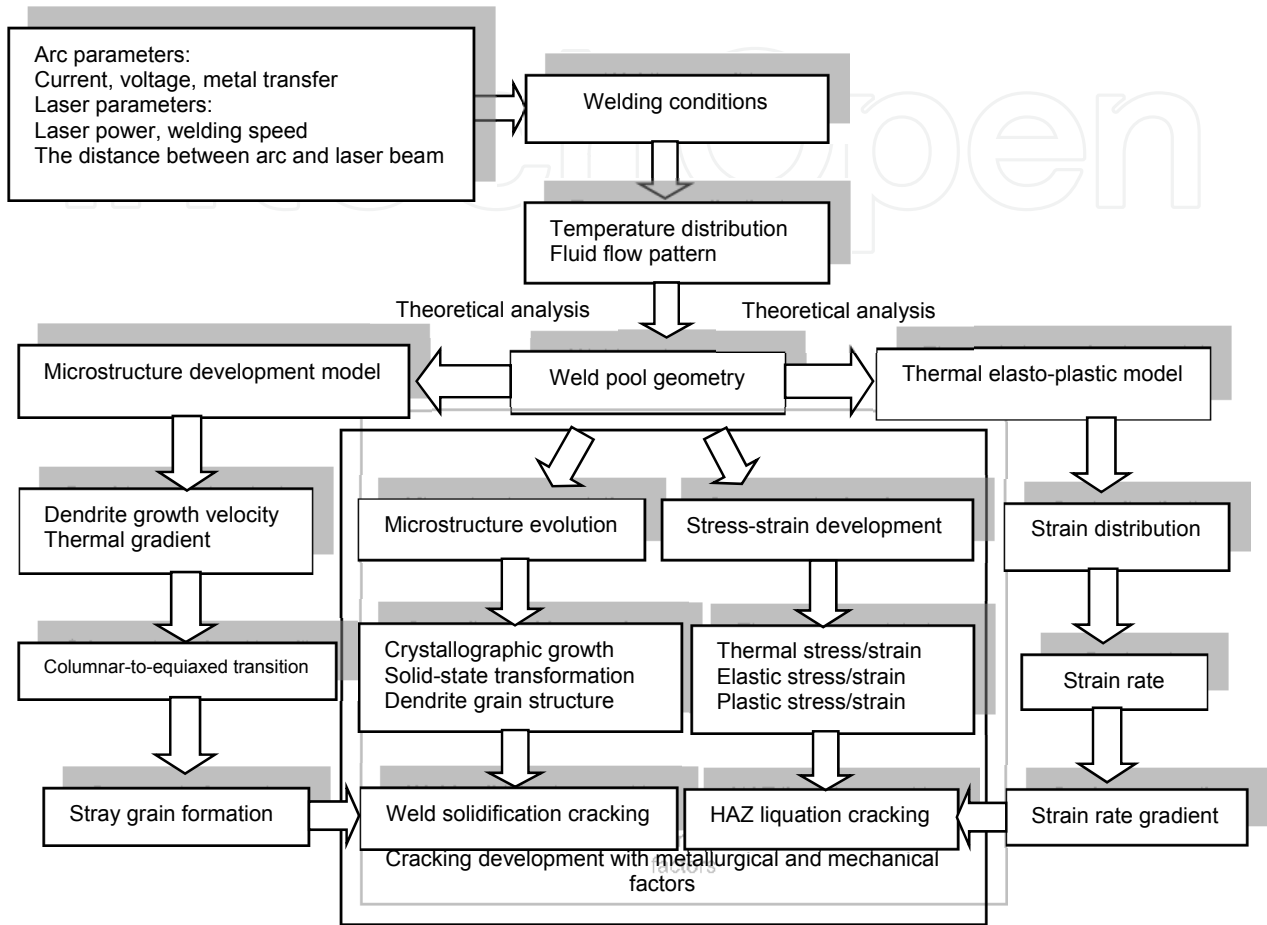 Arc parameters:
Current, voltage, metal transfer
Laser parameters:
Laser power, welding speed
The distance between arc and laser beam
Welding conditions
Temperature distribution
Fluid flow pattern
Theoretical analysis
Theoretical analysis
Microstructure development model
Weld pool geometry
Thermal elasto-plastic model
Dendrite growth velocity
Thermal gradient
Microstructure evolution
Stress-strain development
Strain distribution
Columnar-to-equiaxed transition
Crystallographic growth
Solid-state transformation
Dendrite grain structure
Thermal stress/strain
Elastic stress/strain
Plastic stress/strain
Strain rate
Stray grain formation
Weld solidification cracking
HAZ liquation cracking
Strain rate gradient
Cracking development with metallurgical and mechanical
factors